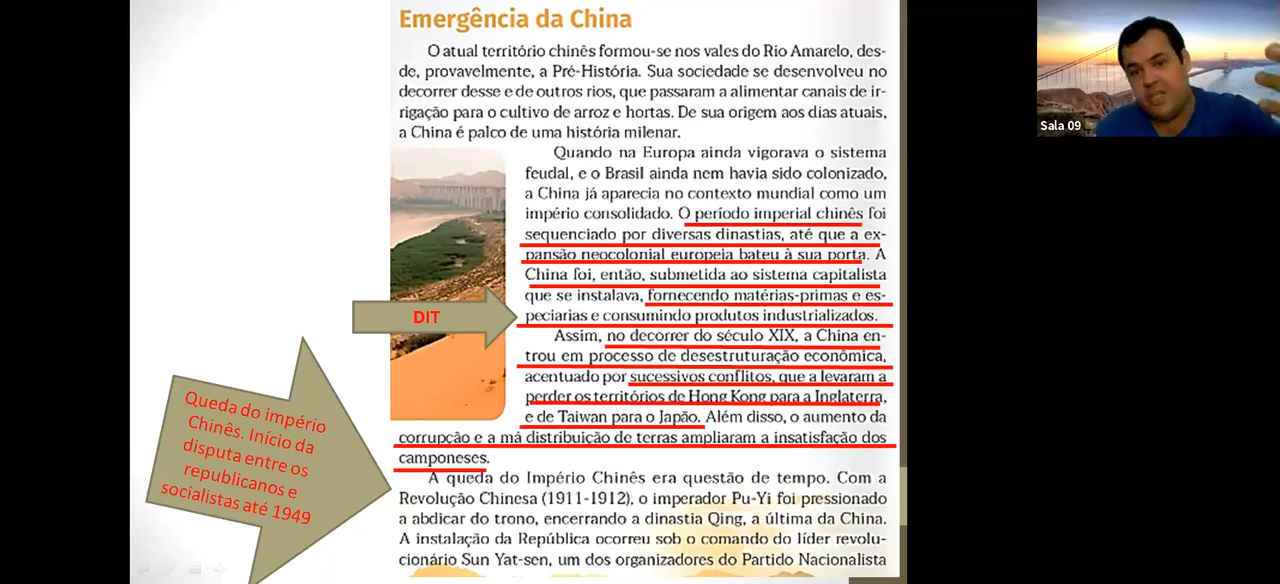 Emergência da China
O atual território chinês formou-se nos vales do Rio Amarelo, des-
de, provavelmente, a Pré-História. Sua sociedade se desenvolveu no
decorrer desse e de outros rios, que passaram a alimentar canais de ir-
rigação para o cultivo de arroz e hortas. De sua origem aos dias atuais,
a China é palco de uma história milenar.
Quando na Europa ainda vigorava o sistema
feudal, e o Brasil ainda nem havia sido colonizado,
a China já aparecia no contexto mundial como um
império consolidado. O período imperial chinês foi
sequenciado por diversas dinastias, até que a ex-
pansão neocolonial europeia bateu à sua porta. A
China foi, então, submetida ao sistema capitalista
que se instalava, fornecendo matérias-primas e es-
peciarias e consumindo produtos industrializados.
Assim, no decorrer do século XIX, a China en-
trou em processo de desestruturação econômica,
acentuado por sucessivos conflitos, que a levaram a
perder os territórios de Hong Kong para a Inglaterra,
e de Taiwan para o Japão. Além disso, o aumento da
corrupção e a má distribuição de terras ampliaram a insatisfação dos
camponeses.
A queda do Império Chinês era questão de tempo. Com a
Revolução Chinesa (1911-1912), o imperador Pu-Yi foi pressionado
a abdicar do trono, encerrando a dinastia Qing, a última da China.
A instalação da República ocorreu sob o comando do líder revolu-
cionário Sun Yat-sen, um dos organizadores do Partido Nacionalista
DIT
Queda do império
Chinês. Início da
disputa entre os
republicanos e
socialistas até 1949
Sala 09